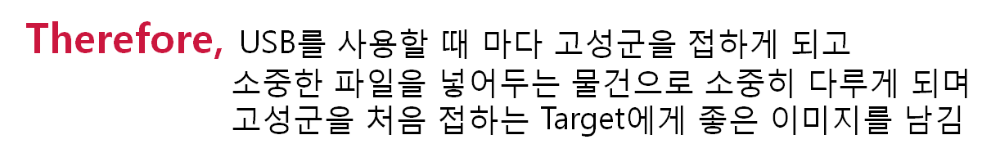 Therefore, USB를 사용할 때 마다 고성군을 접하게 되고
소중한 파일을 넣어두는 물건으로 소중히 다루게 되며
고성군을 처음 접하는 Target에게 좋은 이미지를 남김